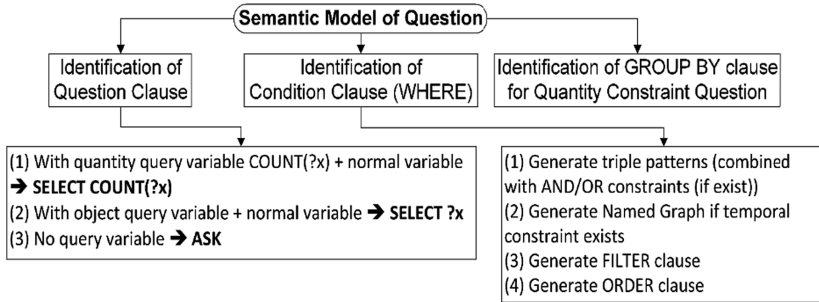 Semantic Model of Question
Identification of
Question Clause
Identification of
Condition Clause (WHERE)
Identification of GROUP BY clause
for Quantity Constraint Question
(1) With quantity query variable COUNT(?x) + normal variable
➔ SELECT COUNT(?x)
(2) With object query variable + normal variable ➔ SELECT ?x
(3) No query variable ➔ ASK
(1) Generate triple patterns (combined
with AND/OR constraints (if exist))
(2) Generate Named Graph if temporal
constraint exists
(3) Generate FILTER clause
(4) Generate ORDER clause